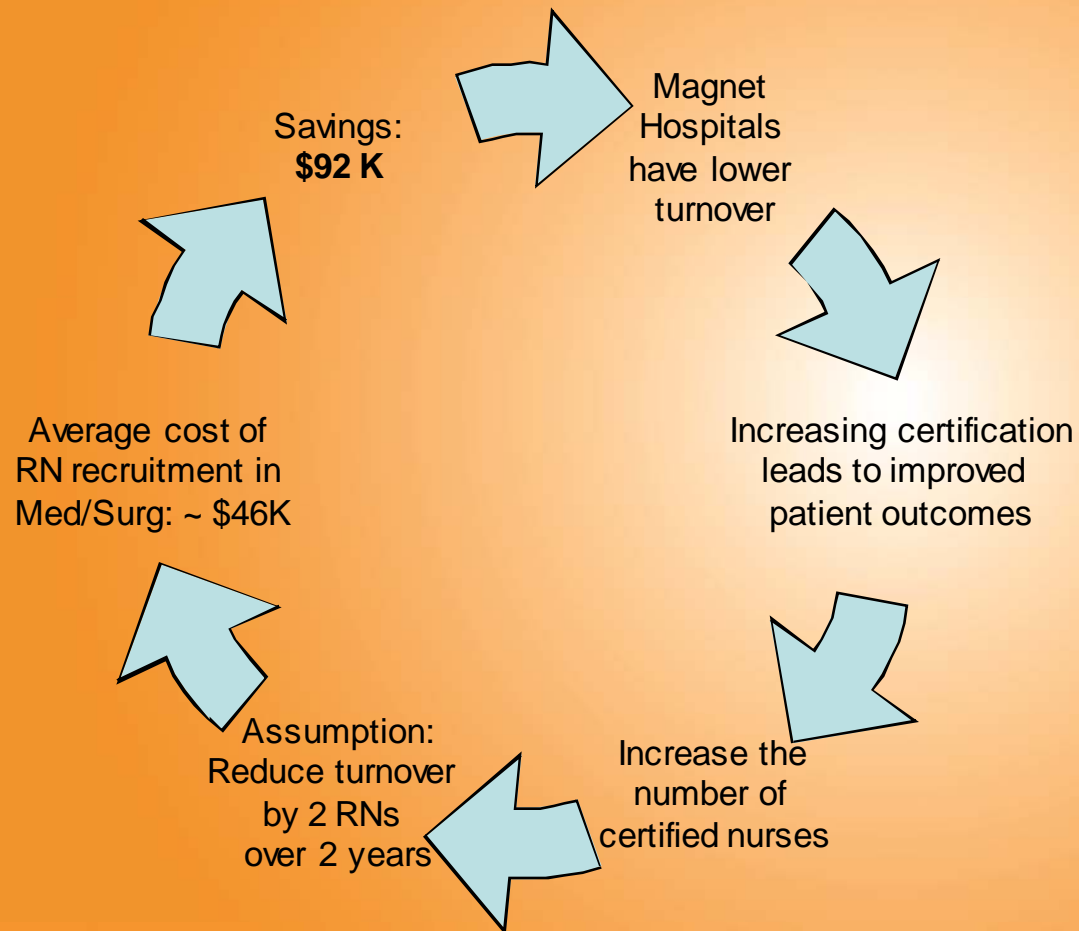 Savings:
$92 K
Magnet
Hospitals
have lower
turnover
Increasing certification
leads to improved
patient outcomes
Increase the
number of
certified nurses
Assumption:
Reduce turnover
by 2 RNs
over 2 years
Average cost of
RN recruitment in
Med/Surg: ~ $46K